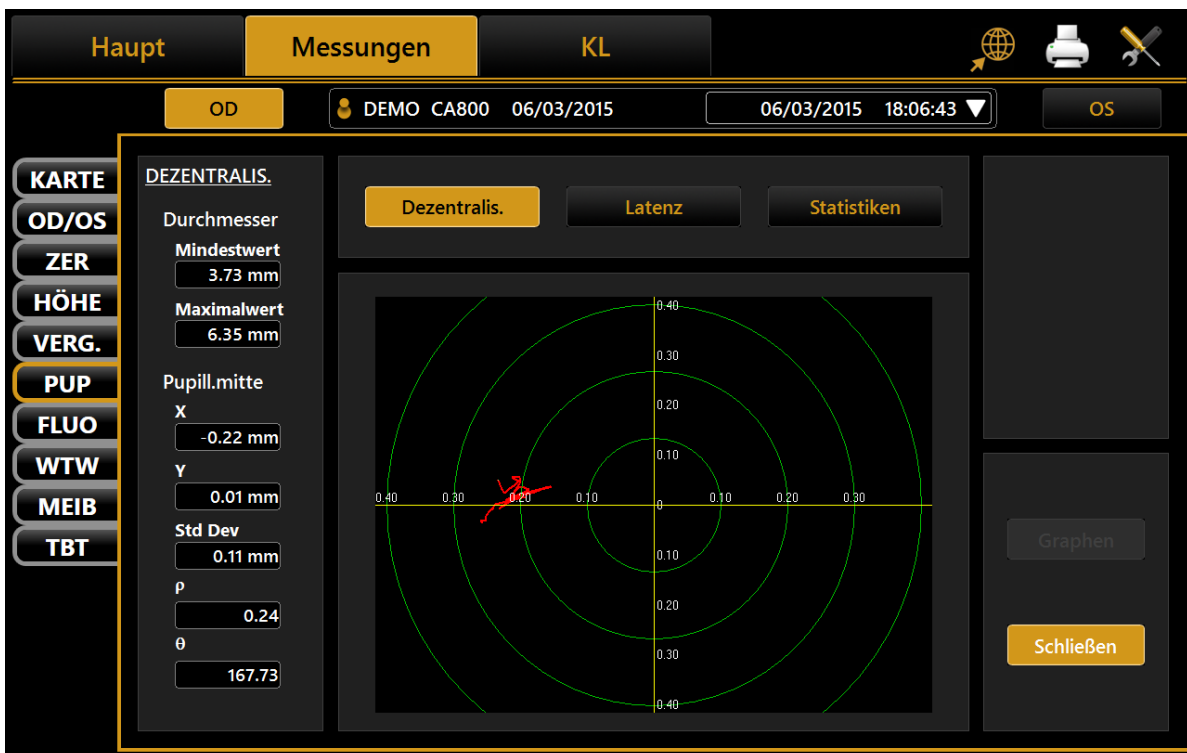 Haupt Messungen KL
OD DEMO CA800 06/03/2015 06/03/2015 18:06:43 OS
KARTE
OD/OS
ZER
HÖHE
VERG.
PUP
FLUO
WTW
MEIB
TBT
DEZENTRALIS.
Durchmesser
Mindestwert
3.73 mm
Maximalwert
6.35 mm
Pupill.mitte
X
-0.22 mm
Y
0.01 mm
Std Dev
0.11 mm
ρ
0.24
θ
167.73
Dezentralis. Latenz Statistiken
0.40
0.30
0.20
0.10
0.40 0.30 0.20 0.10 0 0.10 0.20 0.30
0.10
0.20
0.30
0.40
Graphen
Schließen